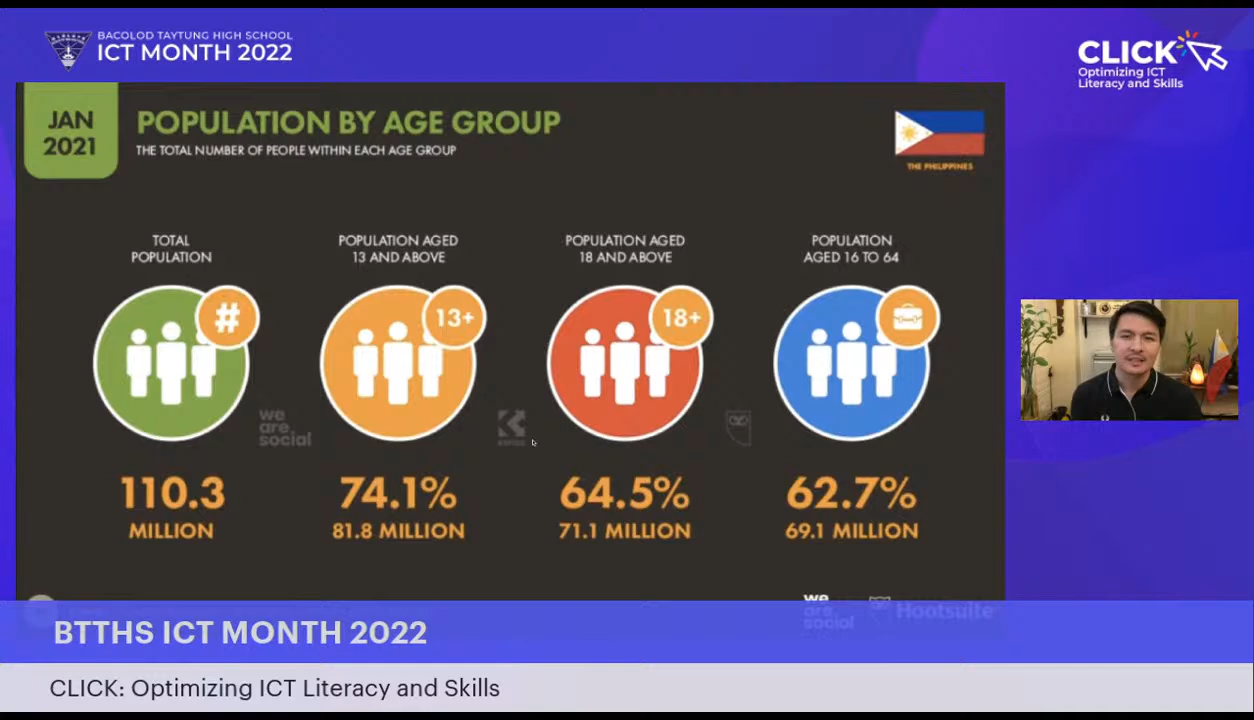 BACOLOD TAYTUNG HIGH SCHOOL
ICT MONTH 2022
CLICK
Optimizing ICT
Literacy and Skills
JAN
2021
POPULATION BY AGE GROUP
THE TOTAL NUMBER OF PEOPLE WITHIN EACH AGE GROUP
THE PHILIPPINES
TOTAL
POPULATION
#
110.3
MILLION
POPULATION AGED
13 AND ABOVE
13+
74.1%
81.8 MILLION
POPULATION AGED
18 AND ABOVE
18+
64.5%
71.1 MILLION
POPULATION
AGED 16 TO 64
62.7%
69.1 MILLION
we
are
social
we
are
social
Hootsuite
BTTHS ICT MONTH 2022
CLICK: Optimizing ICT Literacy and Skills